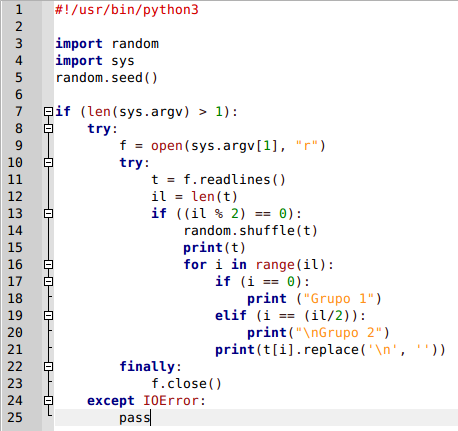 1 #!/usr/bin/python3
2
3 import random
4 import sys
5 random.seed()
6
7 if (len(sys.argv) > 1):
8     try:
9         f = open(sys.argv[1], "r")
10         try:
11             t = f.readlines()
12             il = len(t)
13             if ((il % 2) == 0):
14                 random.shuffle(t)
15                 print(t)
16                 for i in range(il):
17                     if (i == 0):
18                         print ("Grupo 1")
19                     elif (i == (il/2)):
20                         print("\nGrupo 2")
21                     print(t[i].replace('\n', ''))
22         finally:
23             f.close()
24     except IOError:
25         pass